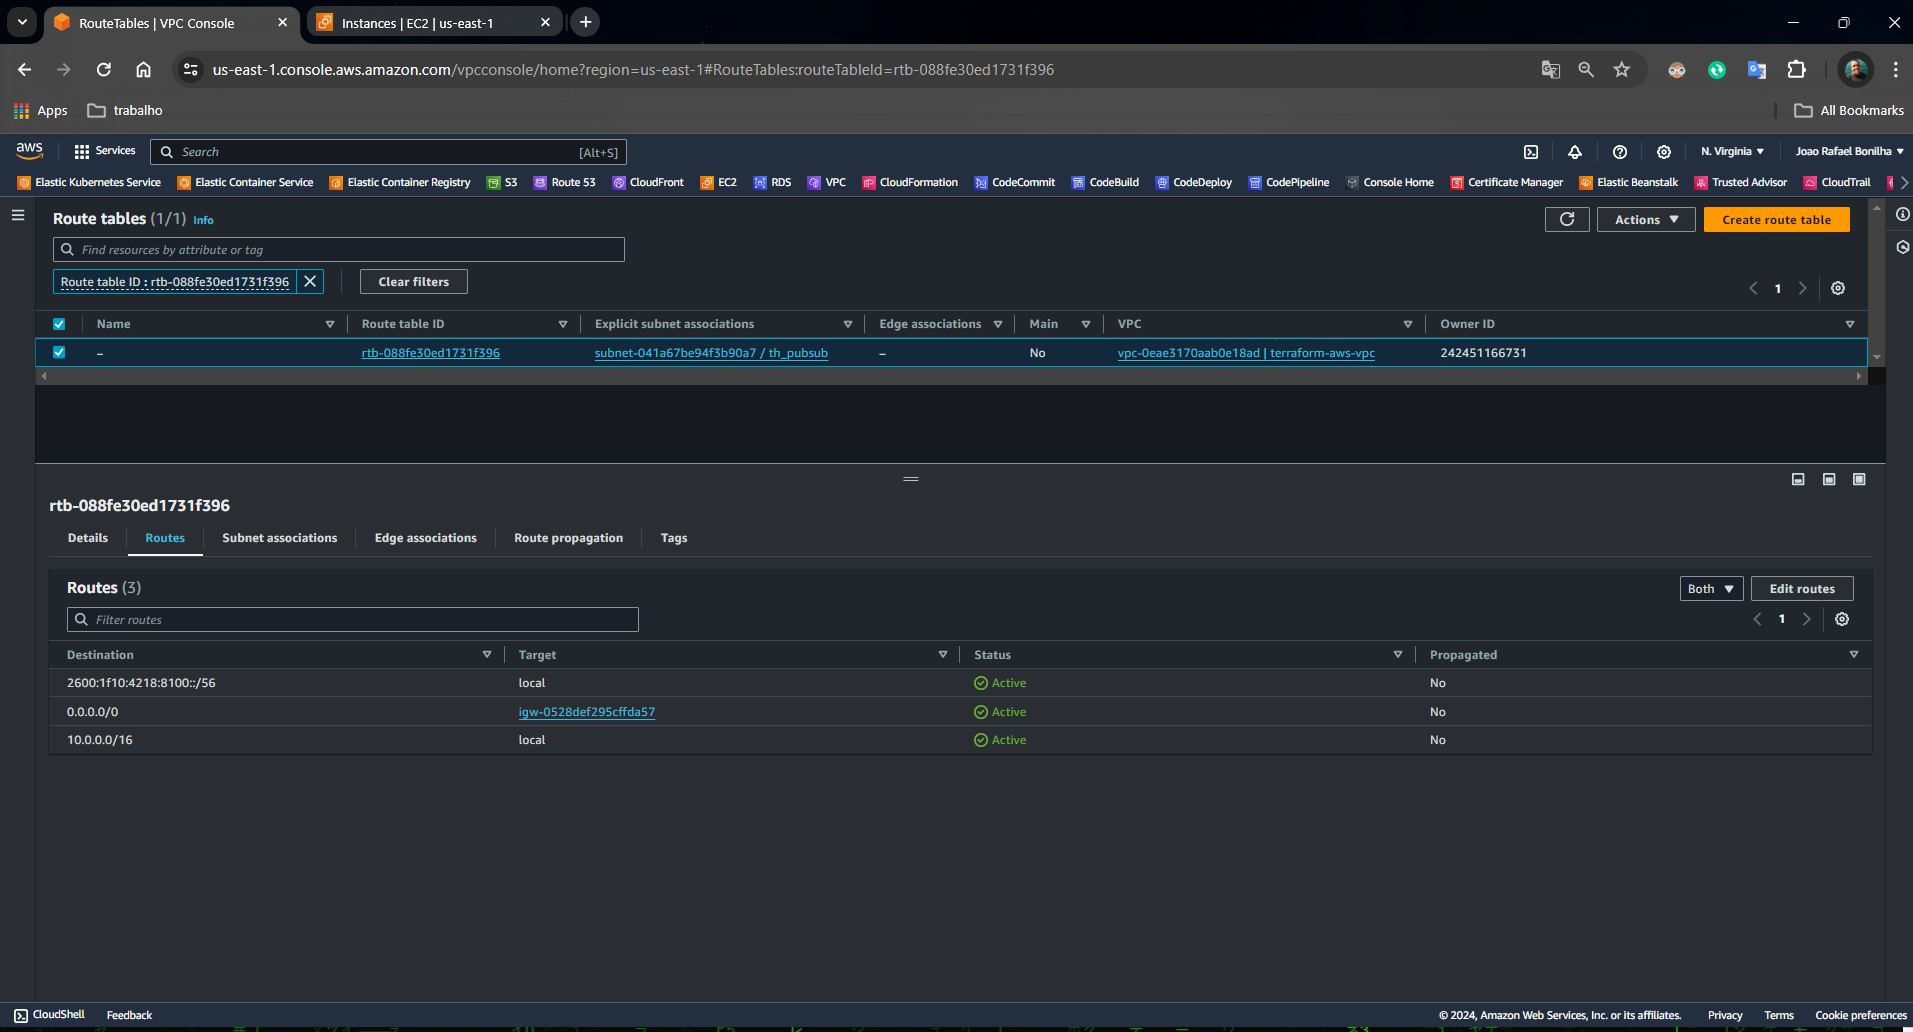 RouteTables | VPC Console
Instances | EC2 | us-east-1
us-east-1.console.aws.amazon.com/vpcconsole/home?region=us-east-1#RouteTables:routeTableId=rtb-088fe30ed1731f396
Apps
trabalho
All Bookmarks
aws
Services
Search
[Alt+S]
N. Virginia
Joao Rafael Bonilha
Elastic Kubernetes Service
Elastic Container Service
Elastic Container Registry
S3
Route 53
CloudFront
EC2
RDS
VPC
CloudFormation
CodeCommit
CodeBuild
CodeDeploy
CodePipeline
Console Home
Certificate Manager
Elastic Beanstalk
Trusted Advisor
CloudTrail
Route tables (1/1) Info
Actions
Create route table
Find resources by attribute or tag
Route table ID : rtb-088fe30ed1731f396
Clear filters
1
Name
Route table ID
Explicit subnet associations
Edge associations
Main
VPC
Owner ID
–
rtb-088fe30ed1731f396
subnet-041a67be94f3b90a7 / th_pubsub
–
No
vpc-0eae3170aab0e18ad | terraform-aws-vpc
242451166731
rtb-088fe30ed1731f396
Details
Routes
Subnet associations
Edge associations
Route propagation
Tags
Routes (3)
Both
Edit routes
Filter routes
1
Destination
Target
Status
Propagated
2600:1f10:4218:8100::/56
local
Active
No
0.0.0.0/0
igw-0528def295cffda57
Active
No
10.0.0.0/16
local
Active
No
CloudShell
Feedback
© 2024, Amazon Web Services, Inc. or its affiliates.
Privacy
Terms
Cookie preferences